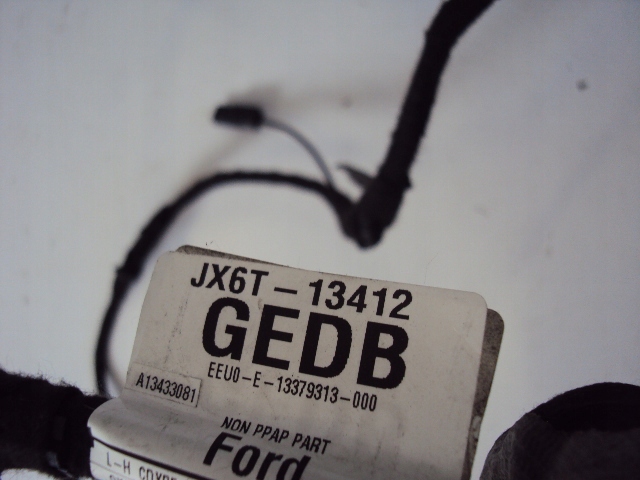 JX6T-13412
GEDB
EEU0-E-13379313-000
A13433081
NON PPAP PART
Ford
L-H